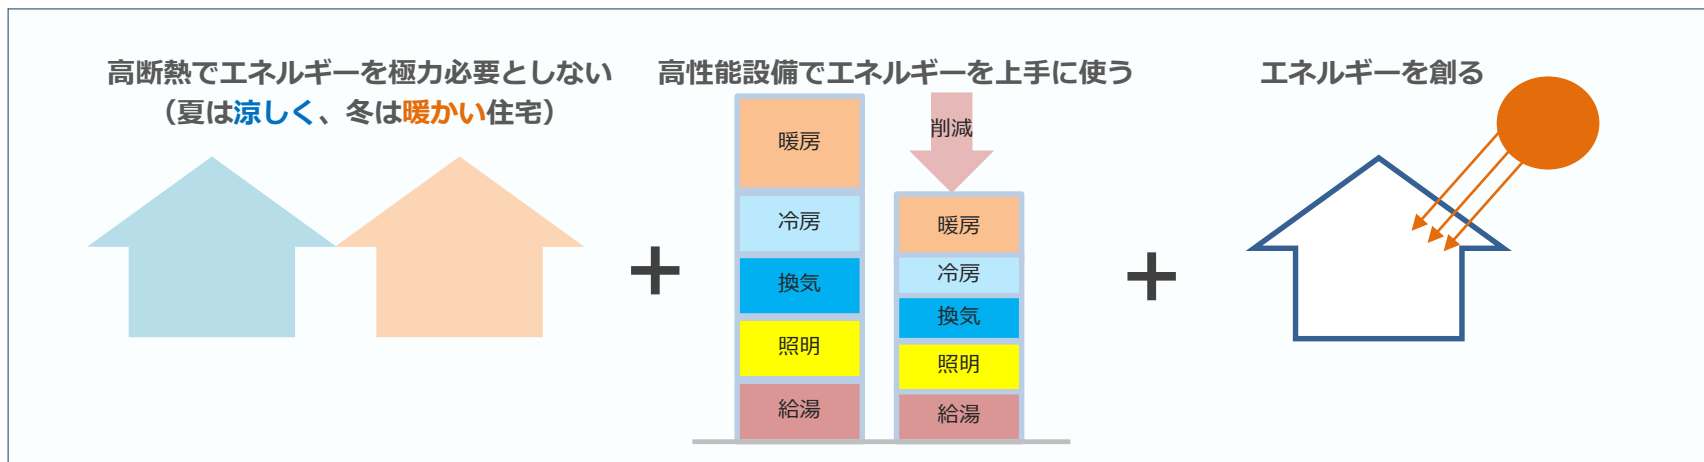 高断熱でエネルギーを極力必要としない
（夏は涼しく、冬は暖かい住宅）
高性能設備でエネルギーを上手に使う
暖房
冷房
換気
照明
給湯
削減
暖房
冷房
換気
照明
給湯
エネルギーを創る